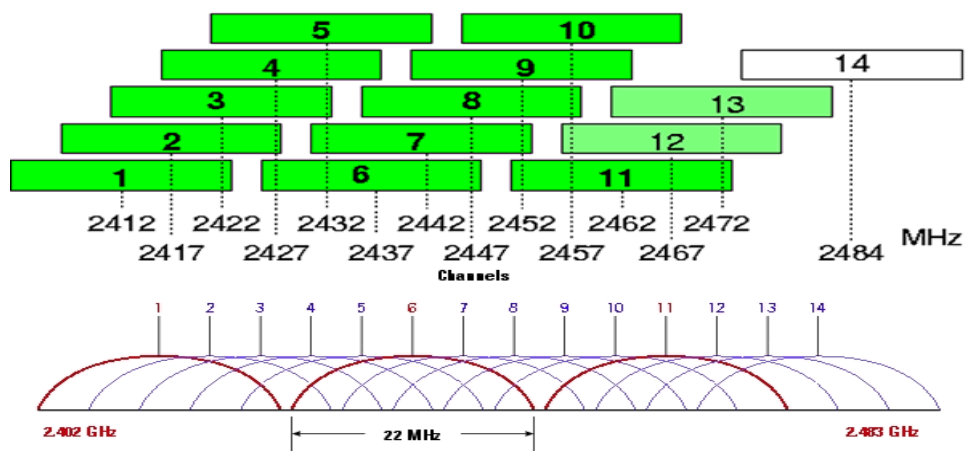 5 10
4 9 14
3 8 13
2 7 12
1 6 11
2412 2422 2432 2442 2452 2462 2472 MHz
2417 2427 2437 2447 2457 2467 2484
Channels
1 2 3 4 5 6 7 8 9 10 11 12 13 14
2.402 GHz 22 MHz 2.483 GHz